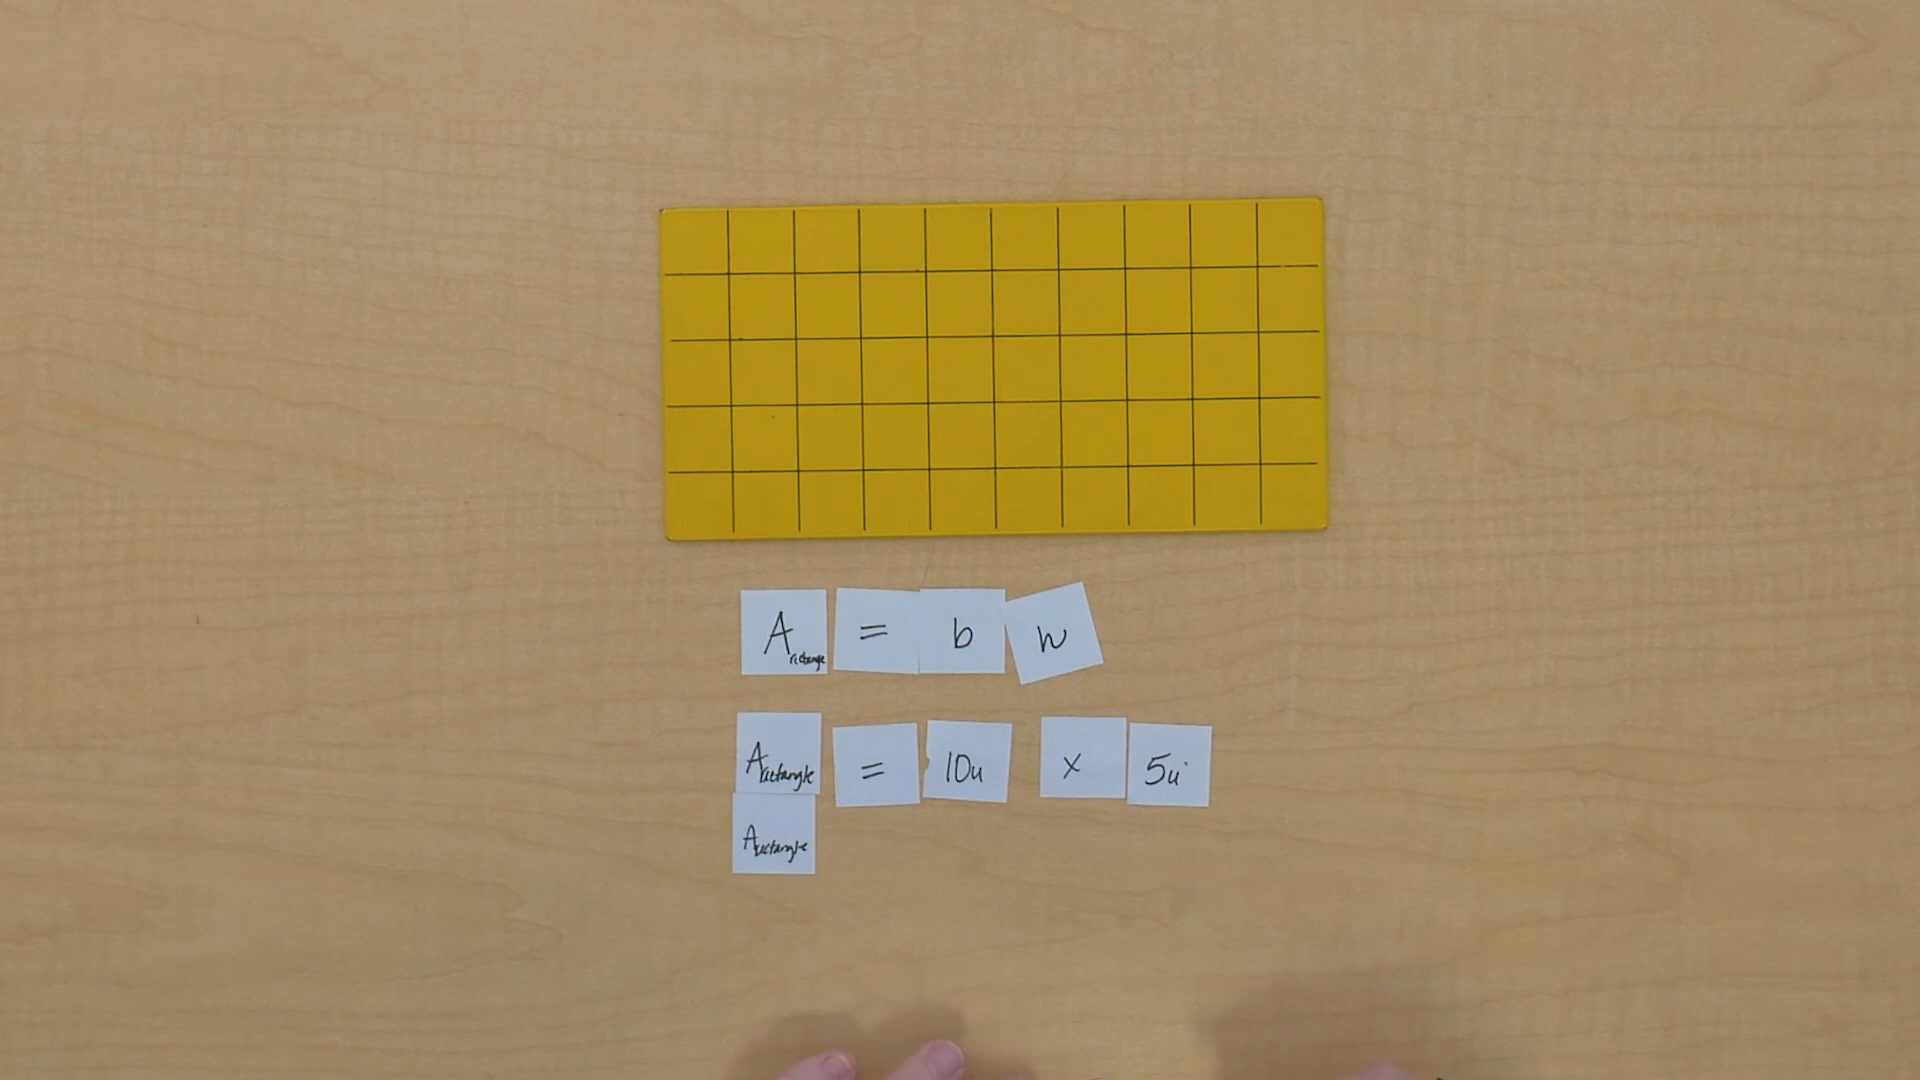 A rectangle = b h
A rectangle = 10u x 5u
A rectangle